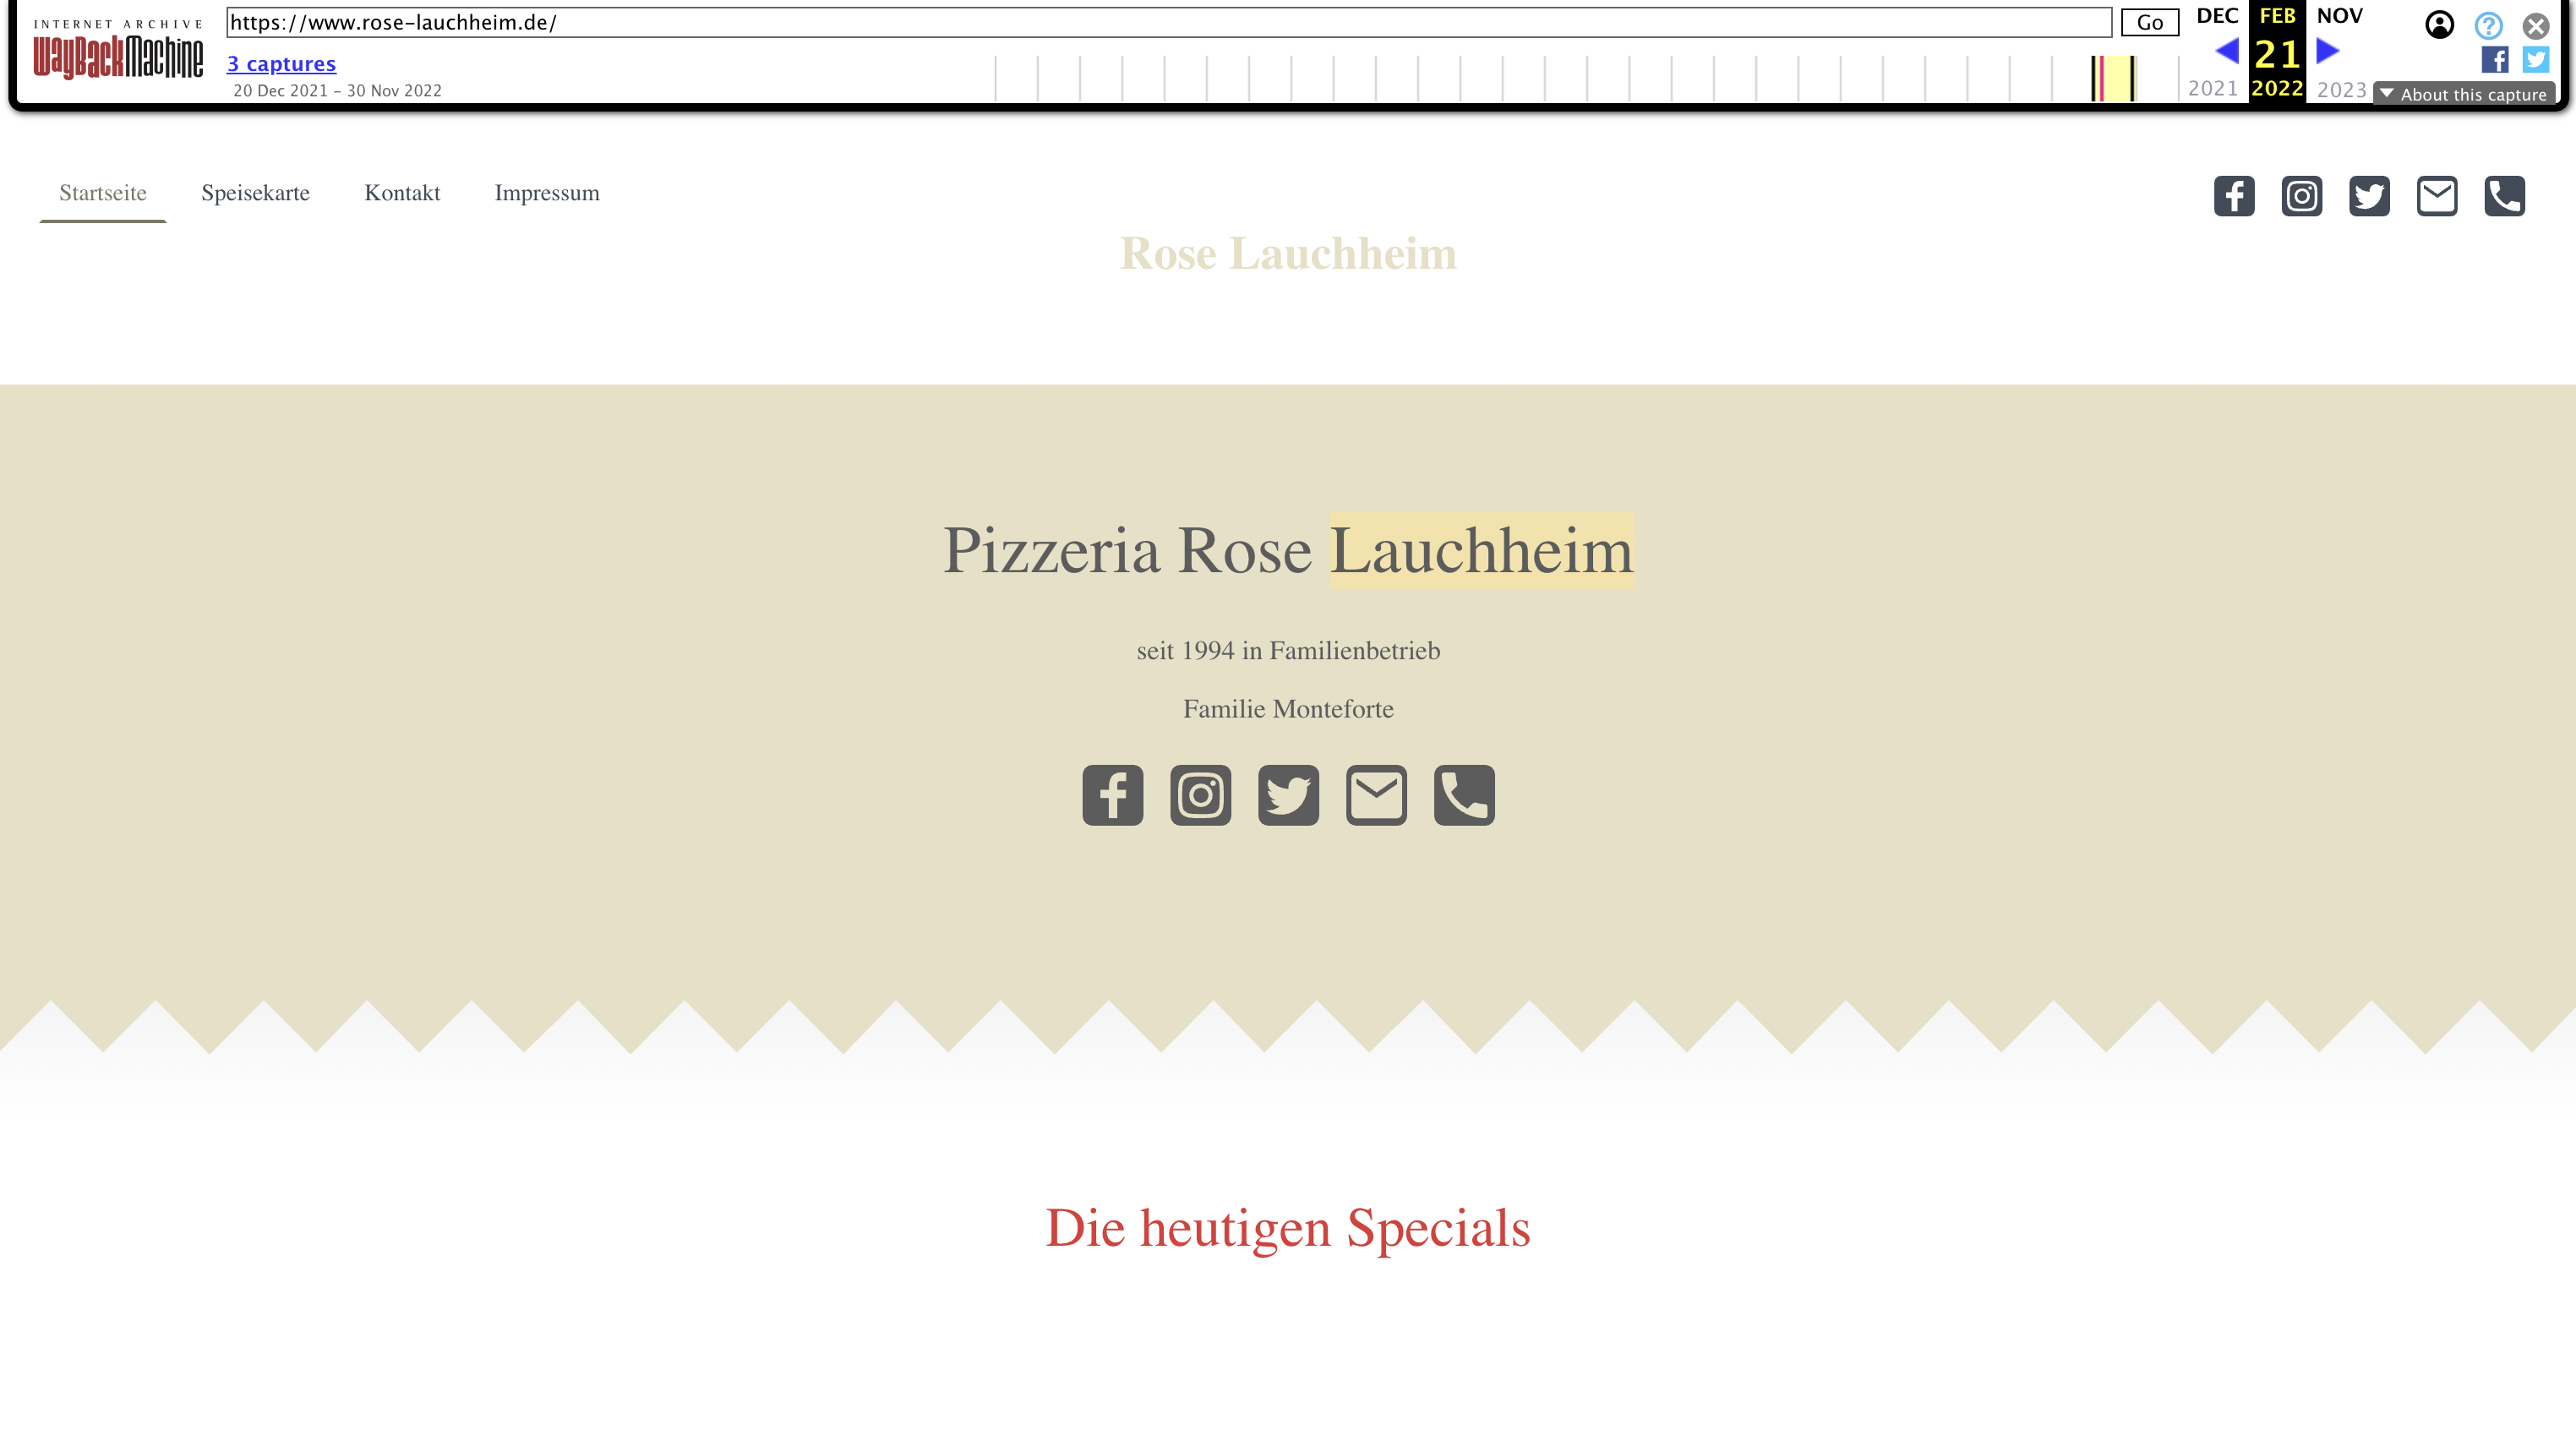 INTERNET ARCHIVE
WayBackMachine
https://www.rose-lauchheim.de/
Go
3 captures
20 Dec 2021 – 30 Nov 2022
DEC FEB NOV
21
2021 2022 2023
About this capture
Startseite Speisekarte Kontakt Impressum
Rose Lauchheim
Pizzeria Rose Lauchheim
seit 1994 in Familienbetrieb
Familie Monteforte
Die heutigen Specials